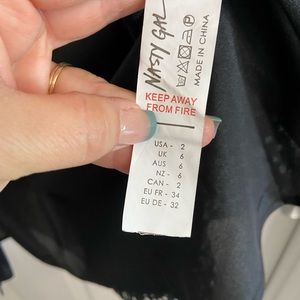 NASTY GAL
MADE IN CHINA
KEEP AWAY
FROM FIRE
USA - 2
UK - 6
AUS - 6
NZ - 6
CAN - 2
EU FR - 34
EU DE - 32